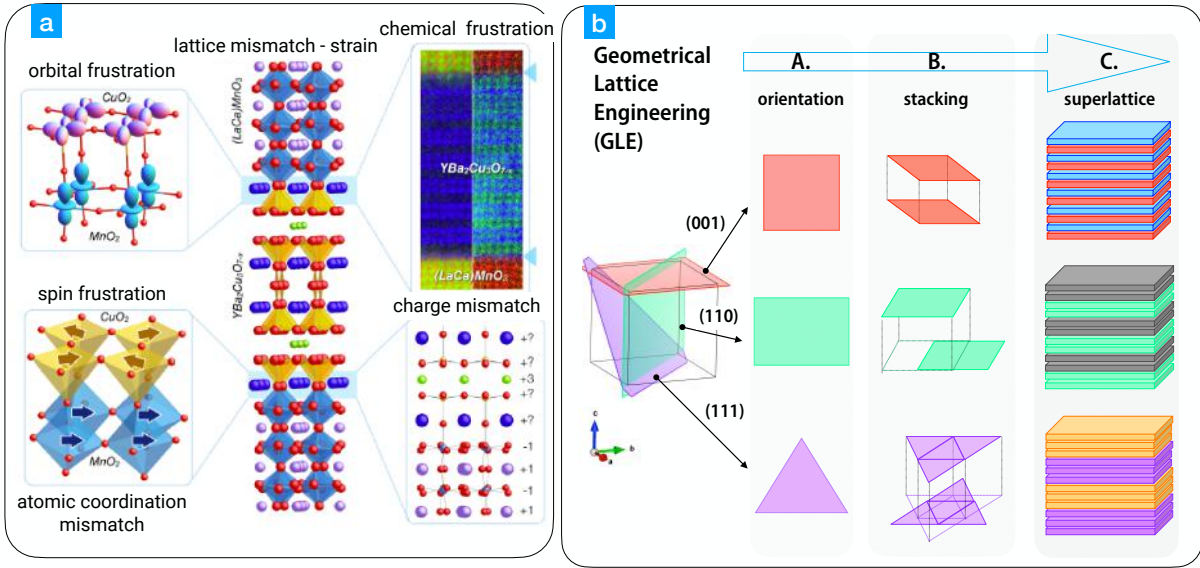 a
chemical frustration
lattice mismatch - strain
orbital frustration
CuO₂
MnO₂
(LaCa)MnO₃
YBa₂Cu₃O₇₋ₓ
YBa₂Cu₃O₇₋ₓ
(LaCa)MnO₃
spin frustration
CuO₂
MnO₂
atomic coordination
mismatch
charge mismatch
+?
+?
+3
+?
+?
-1
+1
-1
+1
b
Geometrical
Lattice
Engineering
(GLE)
A.
B.
C.
orientation
stacking
superlattice
(001)
(110)
(111)
c
b
a